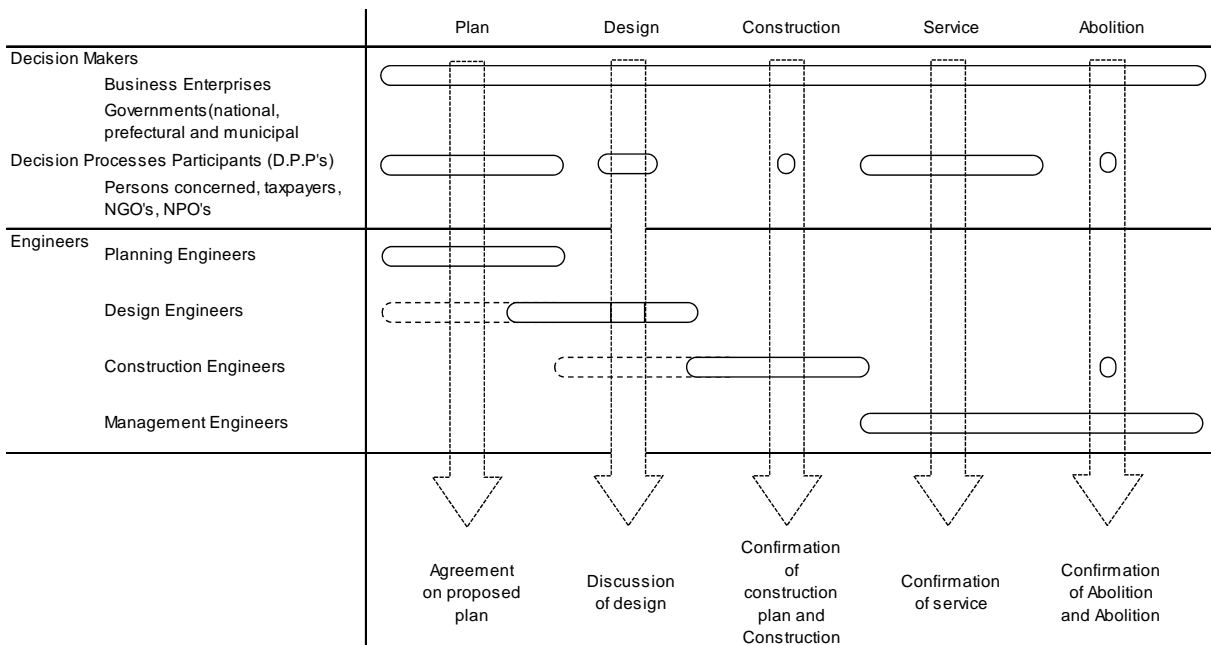 Plan Design Construction Service Abolition
Decision Makers
Business Enterprises
Governments(national,
prefectural and municipal
Decision Processes Participants (D.P.P's)
Persons concerned, taxpayers,
NGO's, NPO's
Engineers
Planning Engineers
Design Engineers
Construction Engineers
Management Engineers
Agreement
on proposed
plan
Discussion
of design
Confirmation
of
construction
plan and
Construction
Confirmation
of service
Confirmation
of Abolition
and Abolition